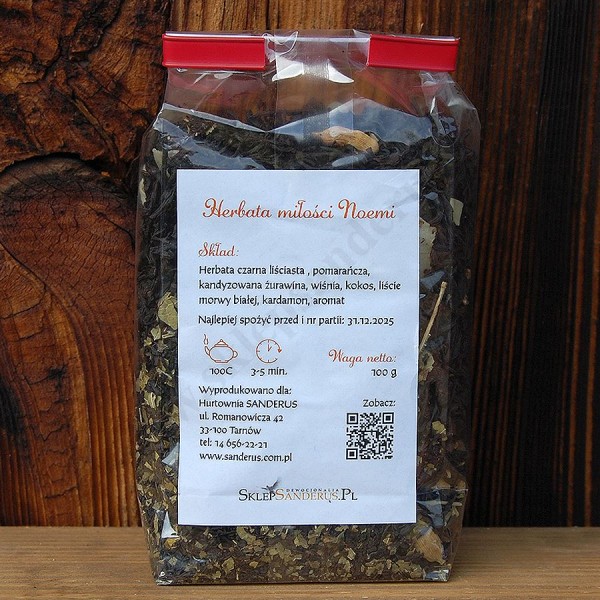 Herbata miłości Noemi
Skład:
Herbata czarna liściasta , pomarańcza,
kandyzowana żurawina, wiśnia, kokos, liście
morwy białej, kardamon, aromat
Najlepiej spożyć przed i nr partii: 31.12.2025
100C 3-5 min.
Waga netto:
100 g
Wyprodukowano dla:
Hurtownia SANDERUS
ul. Romanowicza 42
33-100 Tarnów
tel: 14 656-22-21
www.sanderus.com.pl
Zobacz:
DEWOCJONALIA
SKLEPSANDERUS.PL